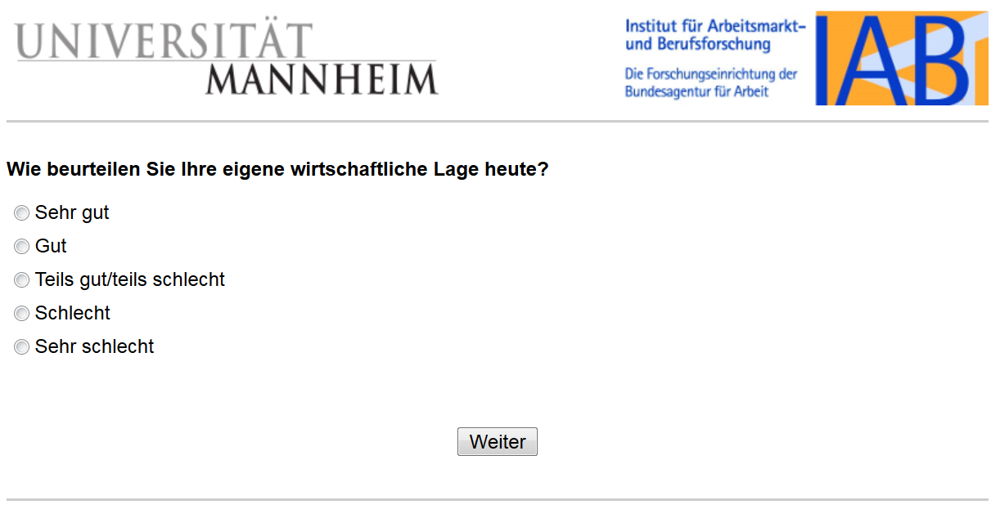 UNIVERSITÄT
MANNHEIM
Institut für Arbeitsmarkt-
und Berufsforschung
Die Forschungseinrichtung der
Bundesagentur für Arbeit
IAB
Wie beurteilen Sie Ihre eigene wirtschaftliche Lage heute?
Sehr gut
Gut
Teils gut/teils schlecht
Schlecht
Sehr schlecht
Weiter